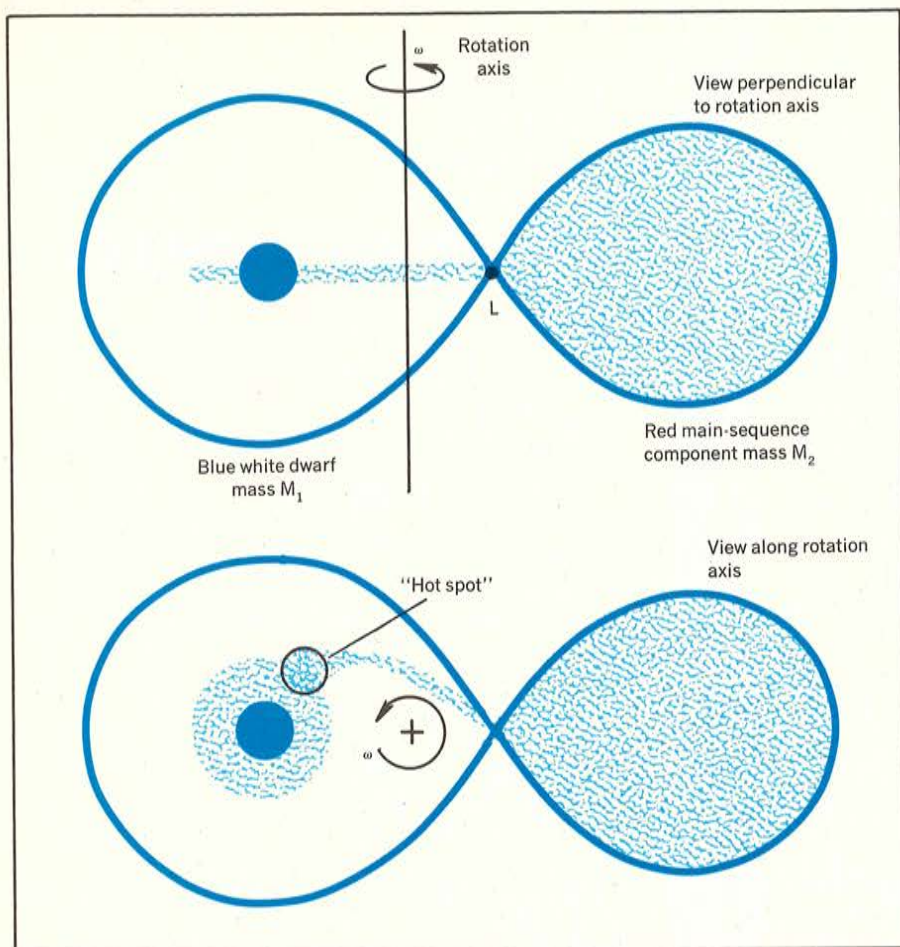 ω
Rotation
axis
View perpendicular
to rotation axis
L
Red main-sequence
component mass M₂
Blue white dwarf
mass M₁
View along rotation
axis
"Hot spot"
ω